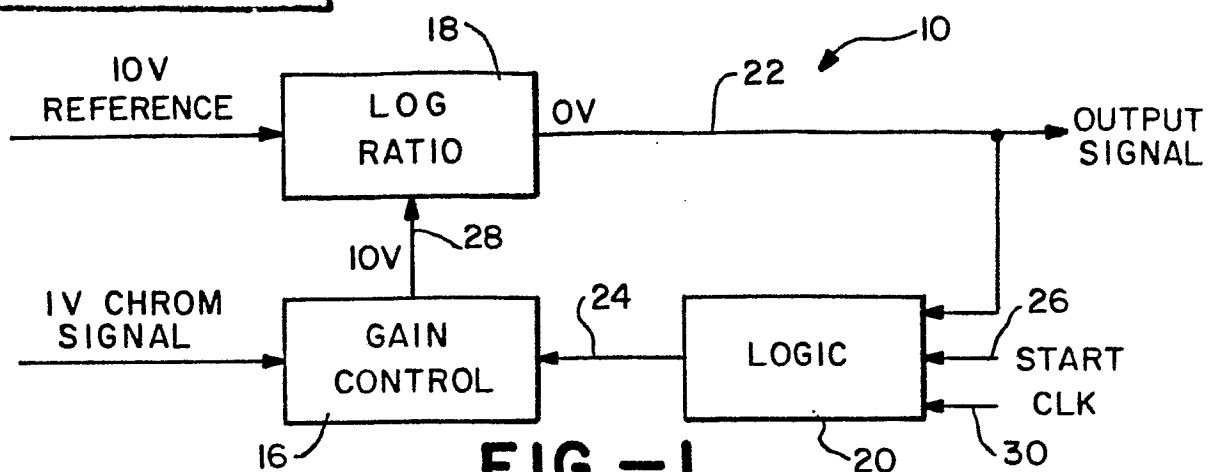 18
10
10V
REFERENCE
LOG
RATIO
0V
22
OUTPUT
SIGNAL
28
10V
1V CHROM
SIGNAL
GAIN
CONTROL
24
LOGIC
26
START
CLK
16
20
30
FIG-1